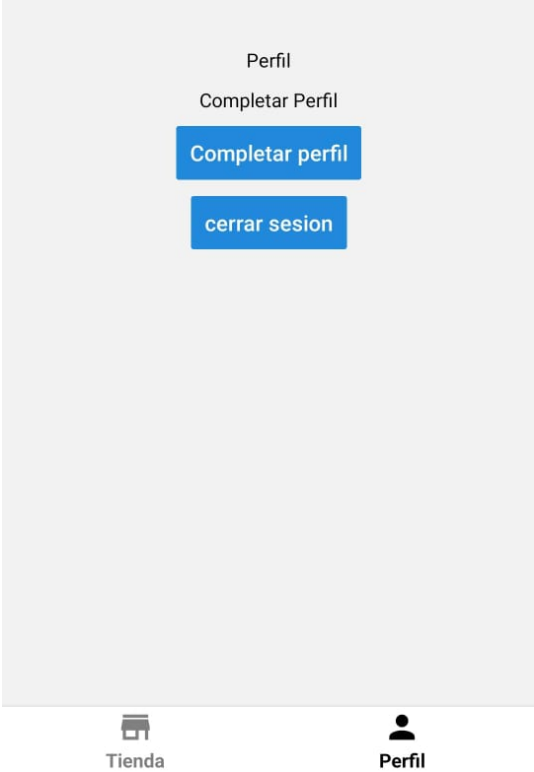 Perfil
Completar Perfil
Completar perfil
cerrar sesion
Tienda
Perfil